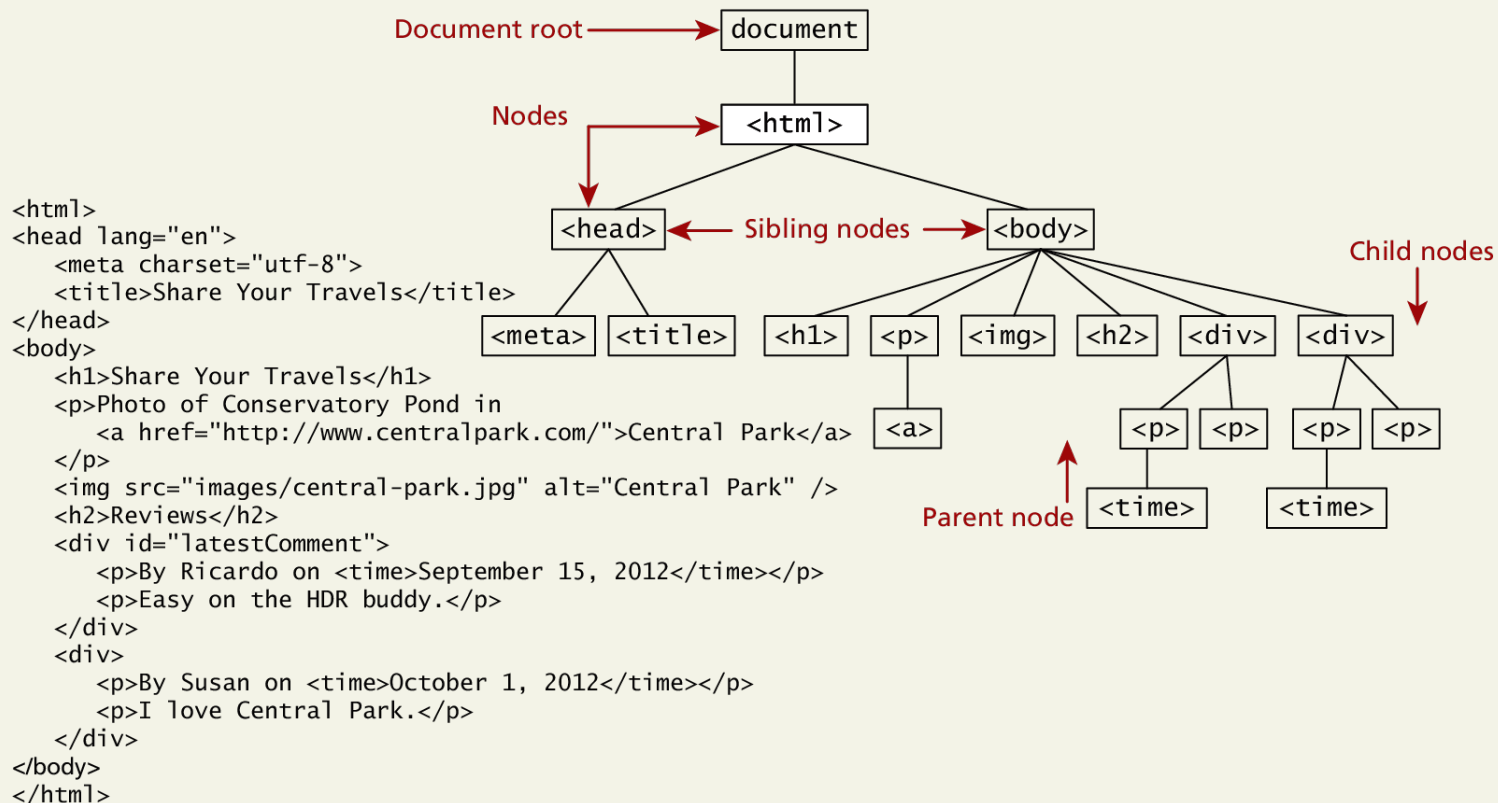 Document root
document
Nodes
<html>
<head>
Sibling nodes
<body>
Child nodes
<meta>
<title>
<h1>
<p>
<img>
<h2>
<div>
<div>
<a>
<p>
<p>
<p>
<p>
Parent node
<time>
<time>
<html>
<head lang="en">
<meta charset="utf-8">
<title>Share Your Travels</title>
</head>
<body>
<h1>Share Your Travels</h1>
<p>Photo of Conservatory Pond in
<a href="http://www.centralpark.com/">Central Park</a>
</p>
<img src="images/central-park.jpg" alt="Central Park" />
<h2>Reviews</h2>
<div id="latestComment">
<p>By Ricardo on <time>September 15, 2012</time></p>
<p>Easy on the HDR buddy.</p>
</div>
<div>
<p>By Susan on <time>October 1, 2012</time></p>
<p>I love Central Park.</p>
</div>
</body>
</html>